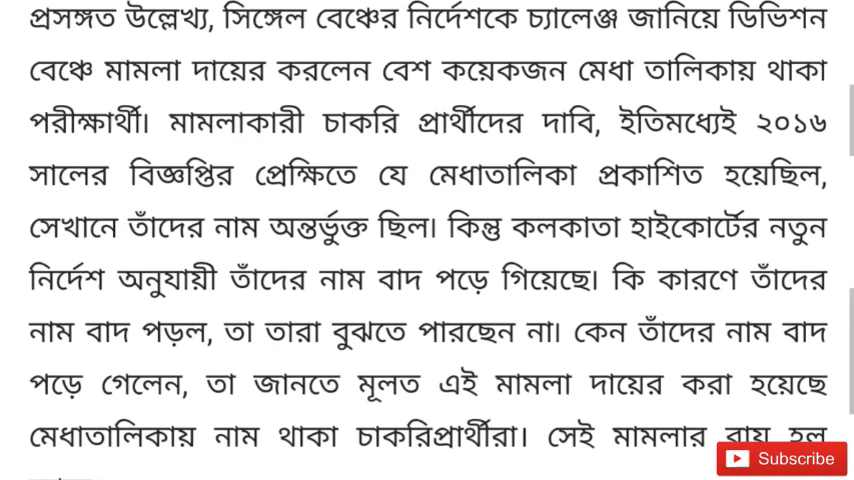 প্রসঙ্গত উল্লেখ্য, সিঙ্গেল বেঞ্চের নির্দেশকে চ্যালেঞ্জ জানিয়ে ডিভিশন
বেঞ্চে মামলা দায়ের করলেন বেশ কয়েকজন মেধা তালিকায় থাকা
পরীক্ষার্থী। মামলাকারী চাকরি প্রার্থীদের দাবি, ইতিমধ্যেই ২০১৬
সালের বিজ্ঞপ্তির প্রেক্ষিতে যে মেধাতালিকা প্রকাশিত হয়েছিল,
সেখানে তাঁদের নাম অন্তর্ভুক্ত ছিল। কিন্তু কলকাতা হাইকোর্টের নতুন
নির্দেশ অনুযায়ী তাঁদের নাম বাদ পড়ে গিয়েছে। কি কারণে তাঁদের
নাম বাদ পড়ল, তা তারা বুঝতে পারছেন না। কেন তাঁদের নাম বাদ
পড়ে গেলেন, তা জানতে মূলত এই মামলা দায়ের করা হয়েছে
মেধাতালিকায় নাম থাকা চাকরিপ্রার্থীরা। সেই মামলার রায় হল
Subscribe